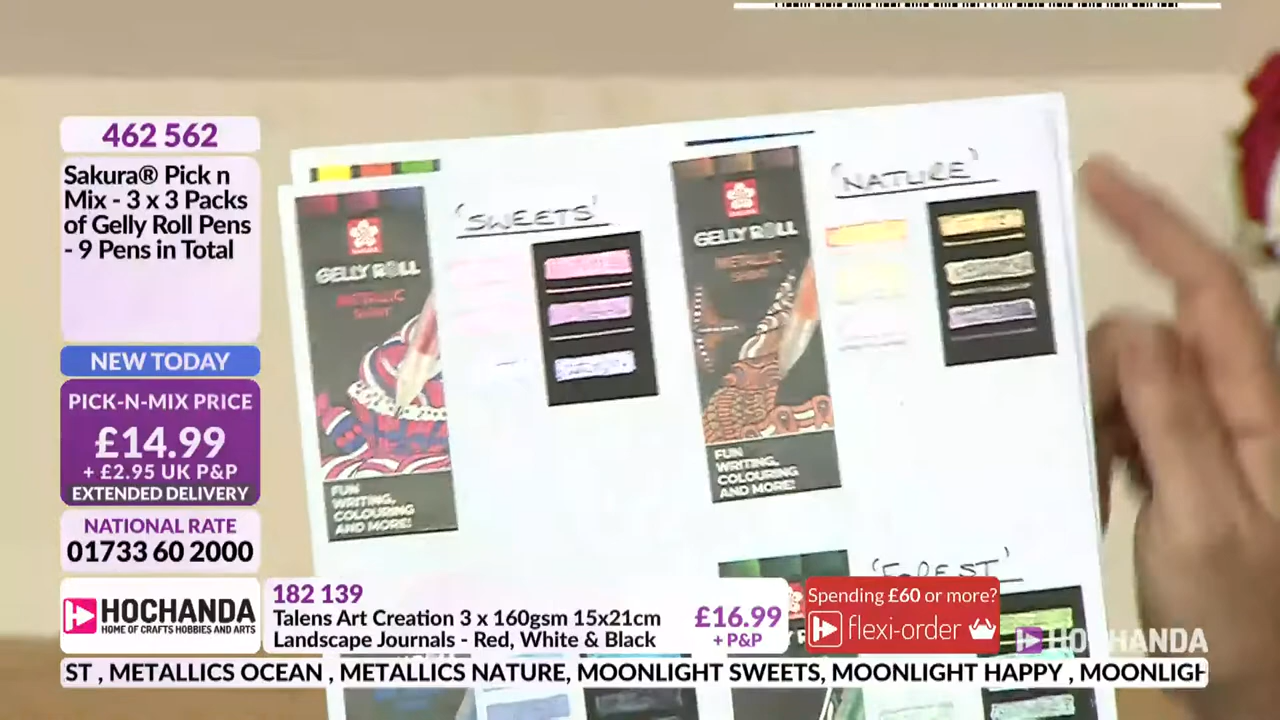 462 562
Sakura® Pick n
Mix - 3 x 3 Packs
of Gelly Roll Pens
- 9 Pens in Total
NEW TODAY
PICK-N-MIX PRICE
£14.99
+ £2.95 UK P&P
EXTENDED DELIVERY
NATIONAL RATE
01733 60 2000
'SWEETS'
GELLY ROLL
METALLIC
FUN
WRITING,
COLOURING
AND MORE!
'NATURE'
SAKURA
GELLY ROLL
METALLIC
FUN
WRITING,
COLOURING
AND MORE!
'FOREST'
HOCHANDA
HOME OF CRAFTS HOBBIES AND ARTS
182 139
Talens Art Creation 3 x 160gsm 15x21cm
Landscape Journals - Red, White & Black
£16.99
+ P&P
Spending £60 or more?
flexi-order
HOCHANDA
ST , METALLICS OCEAN , METALLICS NATURE, MOONLIGHT SWEETS, MOONLIGHT HAPPY , MOONLIGH